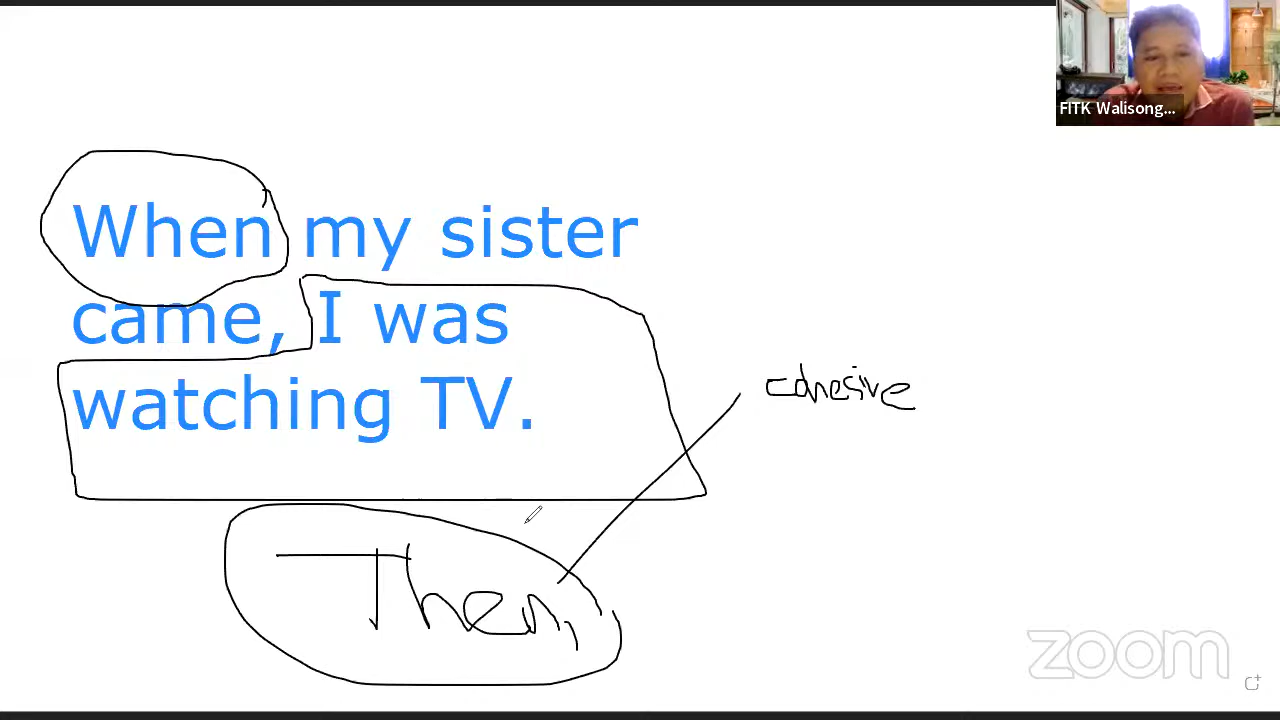 FITK Walisong...
When my sister
came, I was
watching TV.
cohesive
Then,
zoom